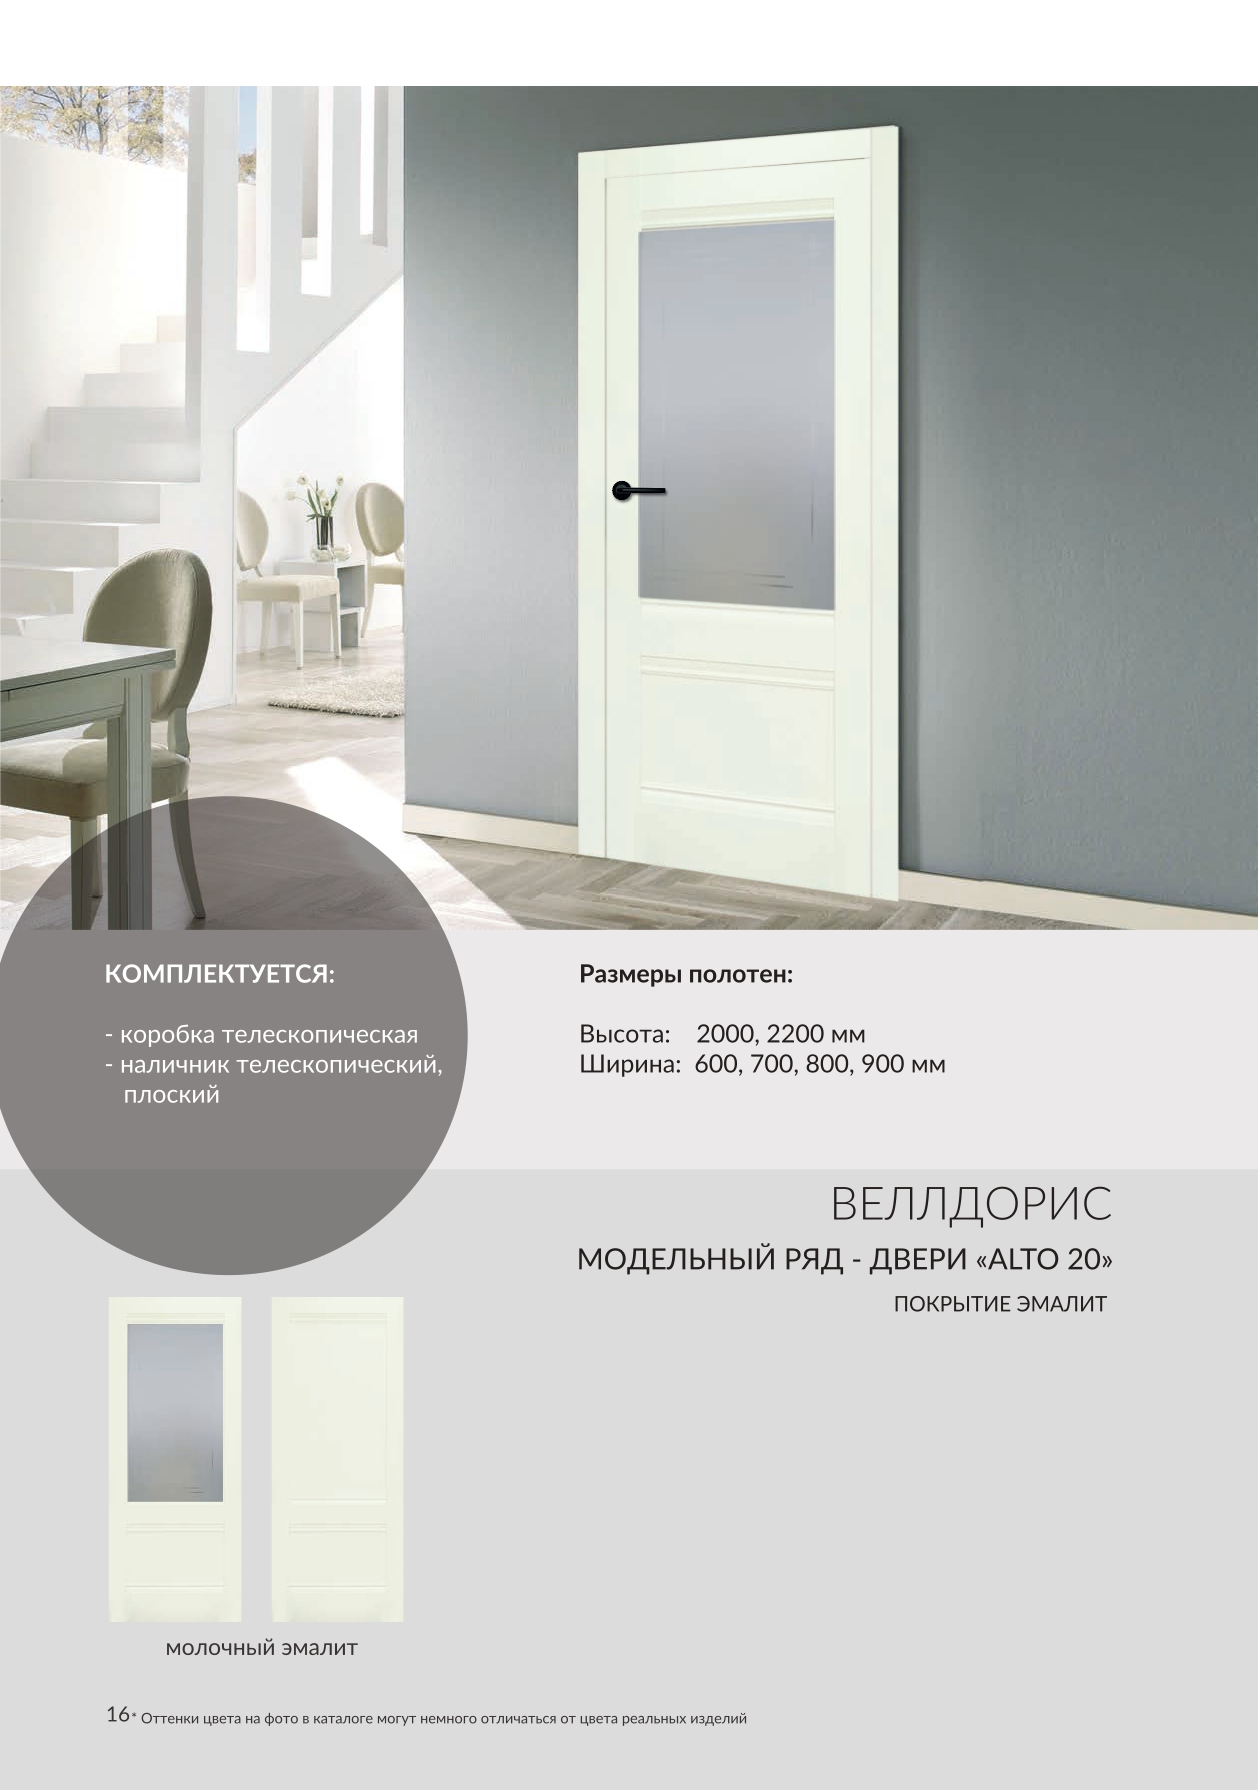 КОМПЛЕКТУЕТСЯ:
- коробка телескопическая
- наличник телескопический,
плоский
Размеры полотен:
Высота: 2000, 2200 мм
Ширина: 600, 700, 800, 900 мм
ВЕЛЛДОРИС
МОДЕЛЬНЫЙ РЯД - ДВЕРИ «ALTO 20»
ПОКРЫТИЕ ЭМАЛИТ
молочный эмалит
16* Оттенки цвета на фото в каталоге могут немного отличаться от цвета реальных изделий